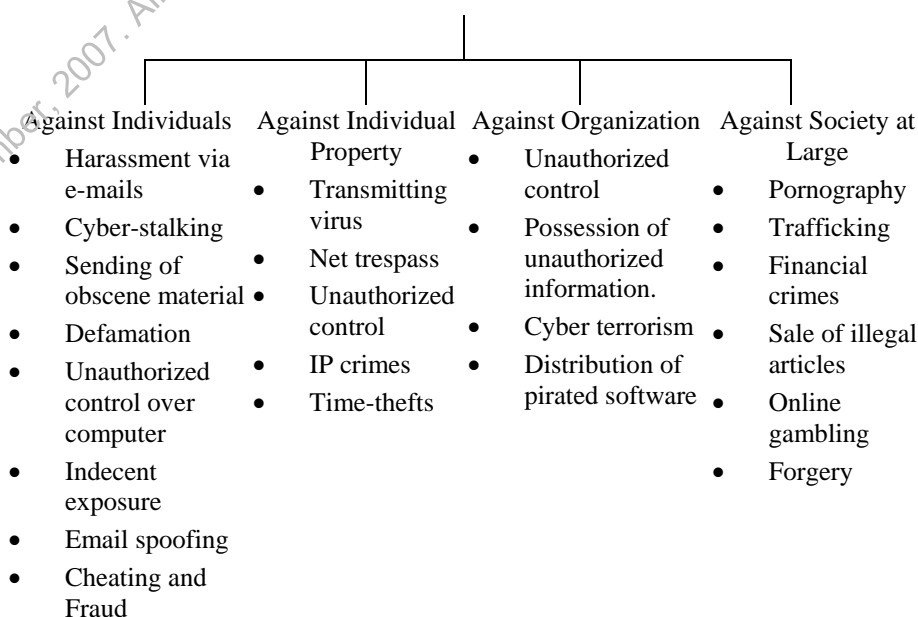 ber, 2007.
Against Individuals
• Harassment via
e-mails
• Cyber-stalking
• Sending of
obscene material
• Defamation
• Unauthorized
control over
computer
• Indecent
exposure
• Email spoofing
• Cheating and
Fraud
Against Individual
Property
• Transmitting
virus
• Net trespass
• Unauthorized
control
• IP crimes
• Time-thefts
Against Organization
• Unauthorized
control
• Possession of
unauthorized
information.
• Cyber terrorism
• Distribution of
pirated software
Against Society at
Large
• Pornography
• Trafficking
• Financial
crimes
• Sale of illegal
articles
• Online
gambling
• Forgery